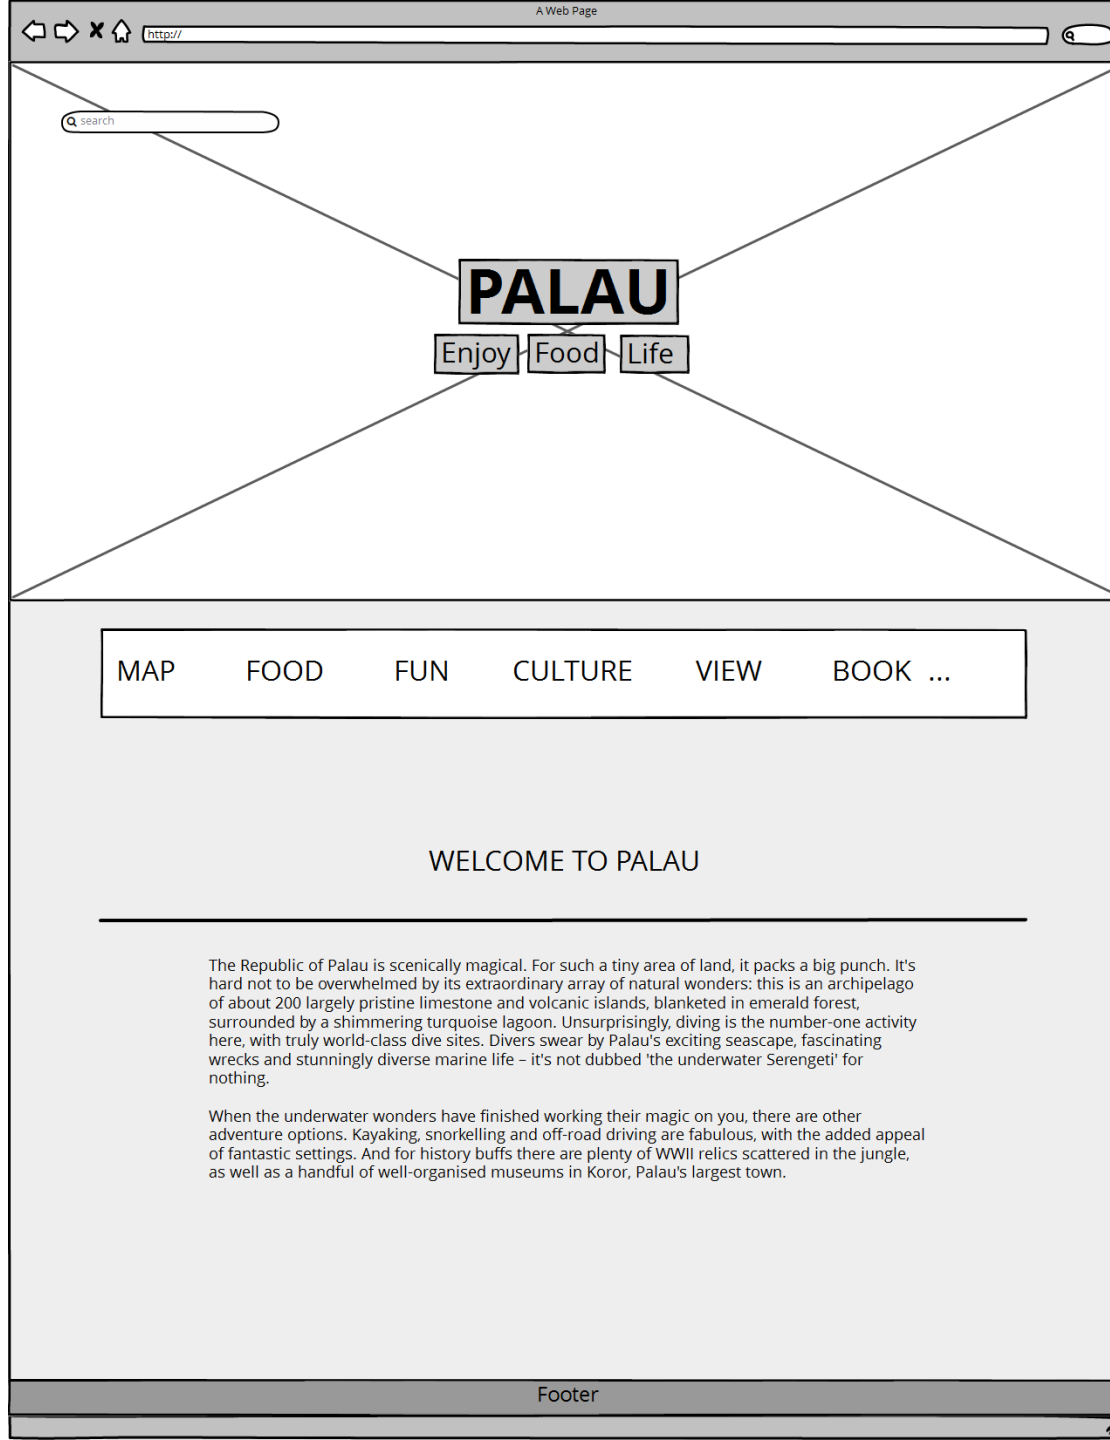 A Web Page
http://
search
PALAU
Enjoy Food Life
MAP FOOD FUN CULTURE VIEW BOOK ...
WELCOME TO PALAU
The Republic of Palau is scenically magical. For such a tiny area of land, it packs a big punch. It's
hard not to be overwhelmed by its extraordinary array of natural wonders: this is an archipelago
of about 200 largely pristine limestone and volcanic islands, blanketed in emerald forest,
surrounded by a shimmering turquoise lagoon. Unsurprisingly, diving is the number-one activity
here, with truly world-class dive sites. Divers swear by Palau's exciting seascape, fascinating
wrecks and stunningly diverse marine life – it's not dubbed 'the underwater Serengeti' for
nothing.
When the underwater wonders have finished working their magic on you, there are other
adventure options. Kayaking, snorkelling and off-road driving are fabulous, with the added appeal
of fantastic settings. And for history buffs there are plenty of WWII relics scattered in the jungle,
as well as a handful of well-organised museums in Koror, Palau's largest town.
Footer